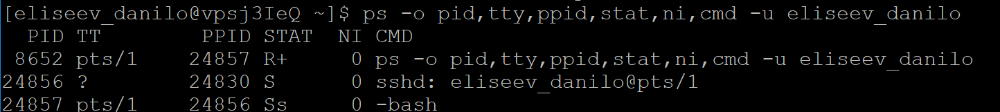 [eliseev_danilo@vpsj3IeQ ~]$ ps -o pid,tty,ppid,stat,ni,cmd -u eliseev_danilo
  PID TT        PPID STAT  NI CMD
 8652 pts/1    24857 R+     0 ps -o pid,tty,ppid,stat,ni,cmd -u eliseev_danilo
24856 ?        24830 S      0 sshd: eliseev_danilo@pts/1
24857 pts/1    24856 Ss     0 -bash